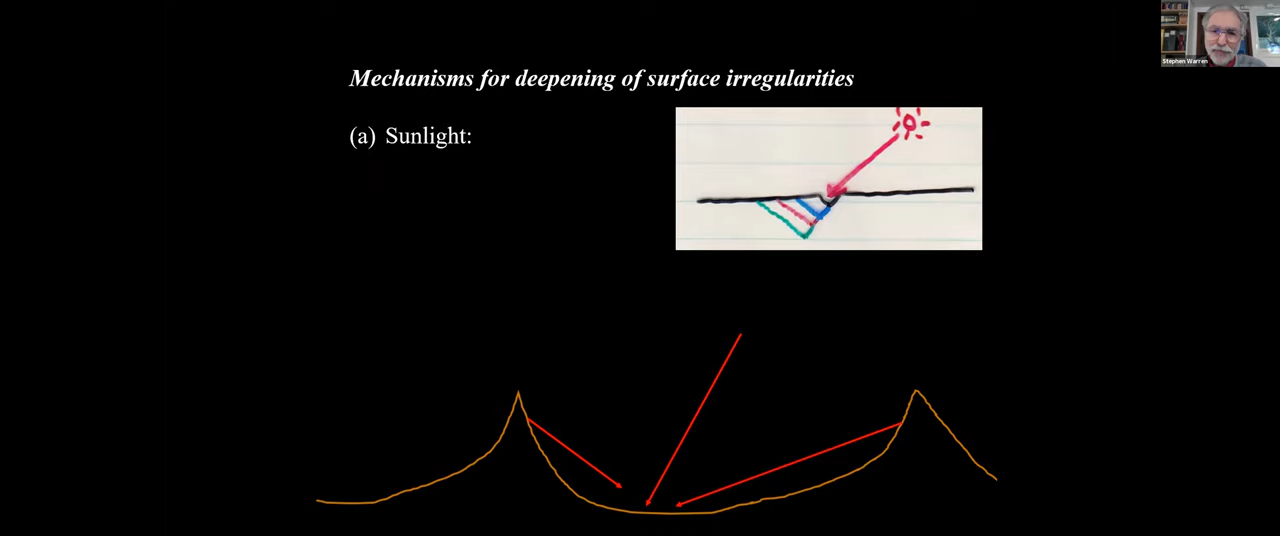 Mechanisms for deepening of surface irregularities
(a) Sunlight:
Stephen Warren